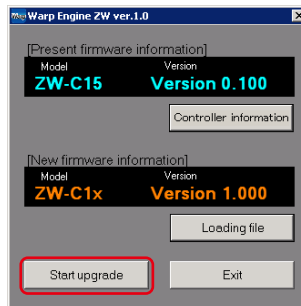 Warp Engine ZW ver.1.0
[Present firmware information]
Model Version
ZW-C15 Version 0.100
Controller information
[New firmware information]
Model Version
ZW-C1x Version 1.000
Loading file
Start upgrade Exit